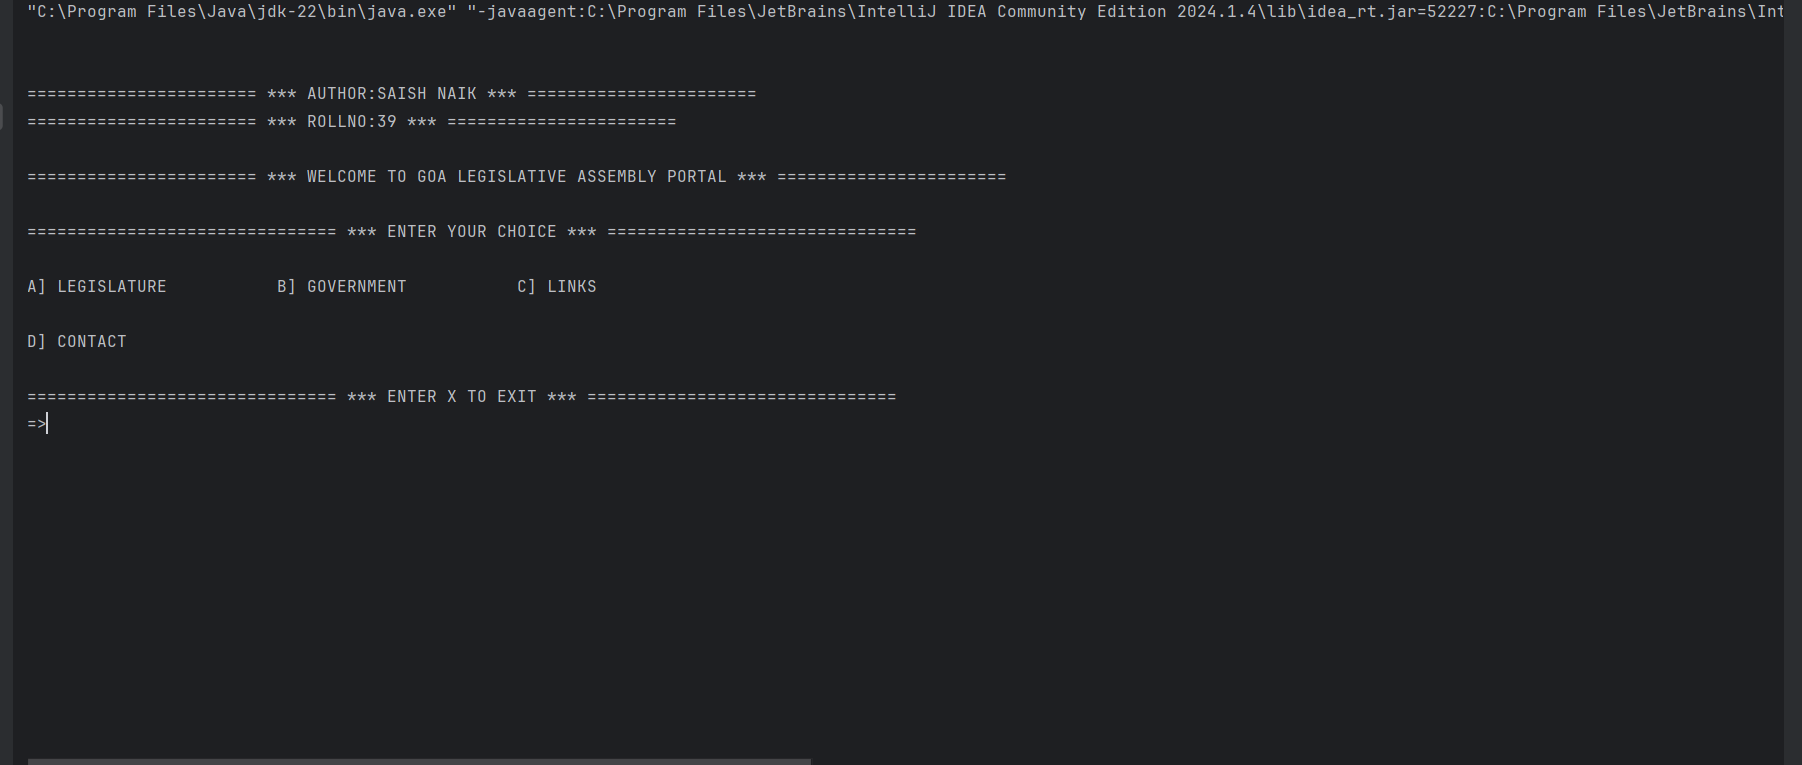 "C:\Program Files\Java\jdk-22\bin\java.exe" "-javaagent:C:\Program Files\JetBrains\IntelliJ IDEA Community Edition 2024.1.4\lib\idea_rt.jar=52227:C:\Program Files\JetBrains\Int
======================= *** AUTHOR:SAISH NAIK *** =======================
======================= *** ROLLNO:39 *** =======================
======================= *** WELCOME TO GOA LEGISLATIVE ASSEMBLY PORTAL *** =======================
=============================== *** ENTER YOUR CHOICE *** ===============================
A] LEGISLATURE           B] GOVERNMENT           C] LINKS
D] CONTACT
=============================== *** ENTER X TO EXIT *** ===============================
=>